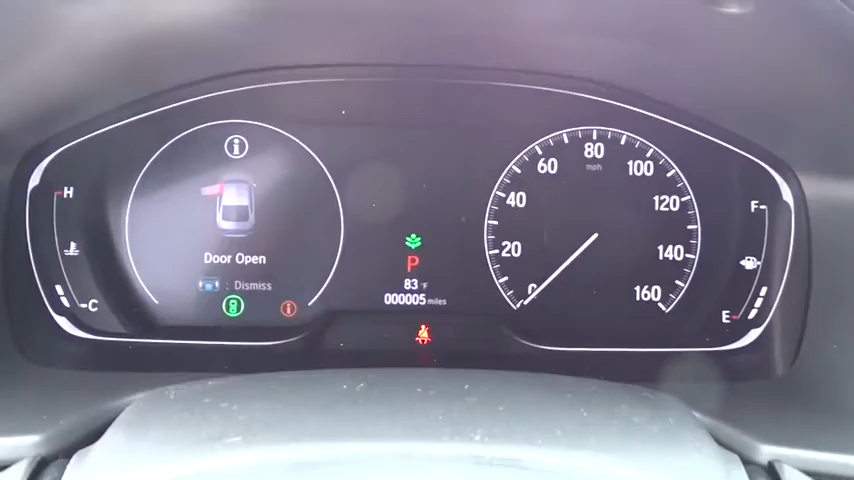 H
C
Door Open
: Dismiss
P
83 °F
000005 miles
0
20
40
60
80
mph
100
120
140
160
F
E